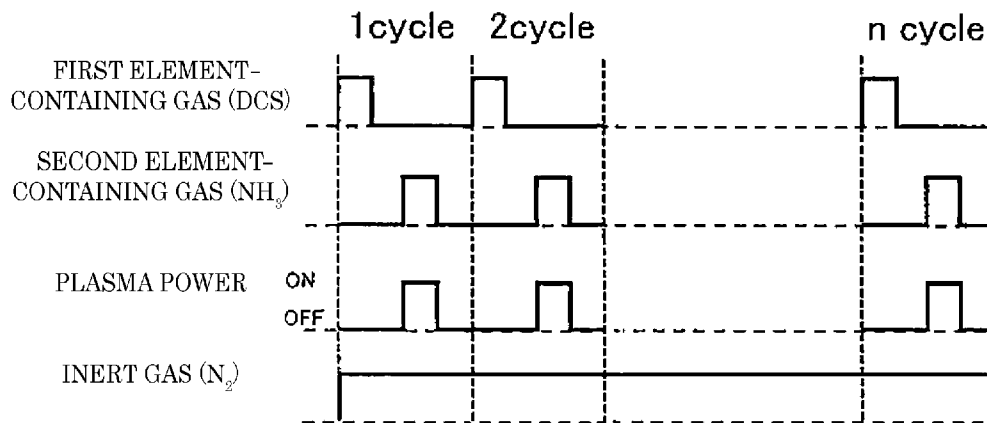 1cycle 2cycle n cycle
FIRST ELEMENT-
CONTAINING GAS (DCS)
SECOND ELEMENT-
CONTAINING GAS (NH₃)
PLASMA POWER ON
OFF
INERT GAS (N₂)